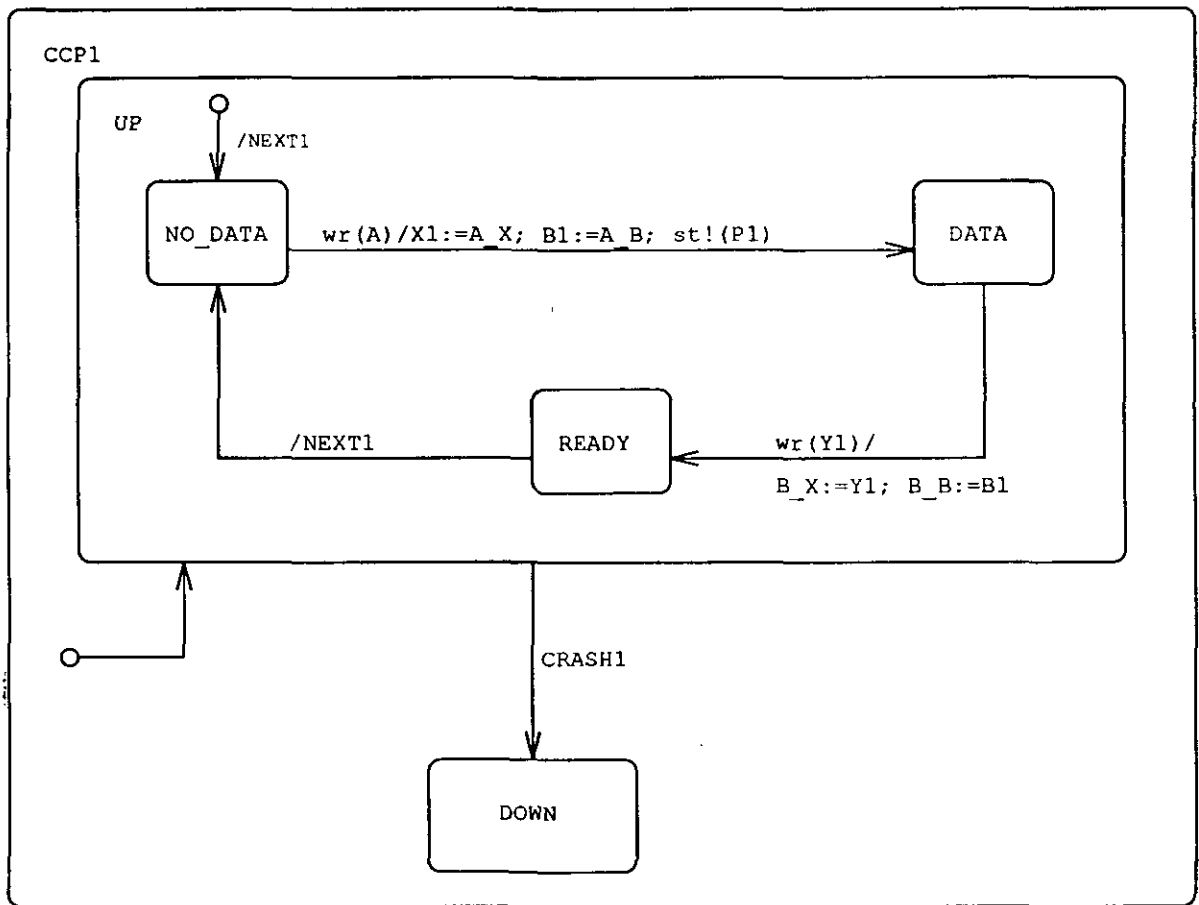 CCP1
UP
/NEXT1
NO_DATA
wr(A)/X1:=A_X; B1:=A_B; st!(P1)
DATA
/NEXT1
READY
wr(Y1)/
B_X:=Y1; B_B:=B1
CRASH1
DOWN